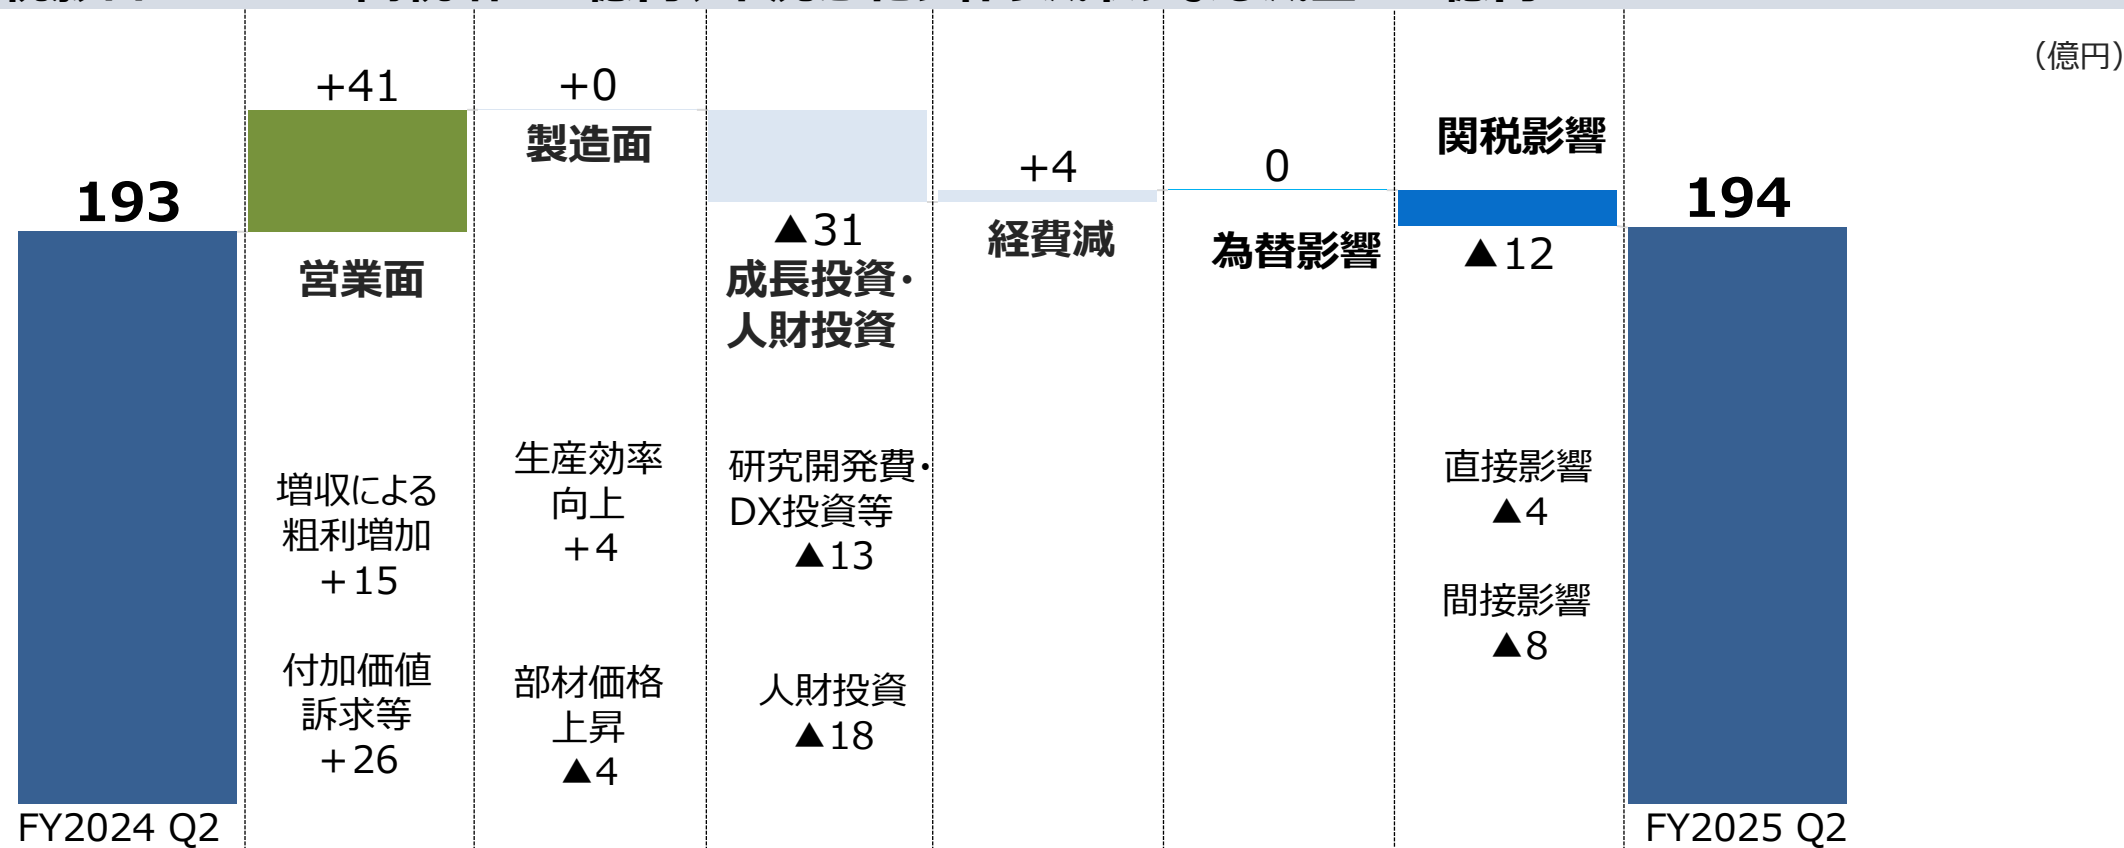 (億円)
193
FY2024 Q2
+41
営業面
増収による
粗利増加
+15
付加価値
訴求等
+26
+0
製造面
生産効率
向上
+4
部材価格
上昇
▲4
▲31
成長投資・
人財投資
研究開発費・
DX投資等
▲13
人財投資
▲18
+4
経費減
0
為替影響
関税影響
▲12
直接影響
▲4
間接影響
▲8
194
FY2025 Q2